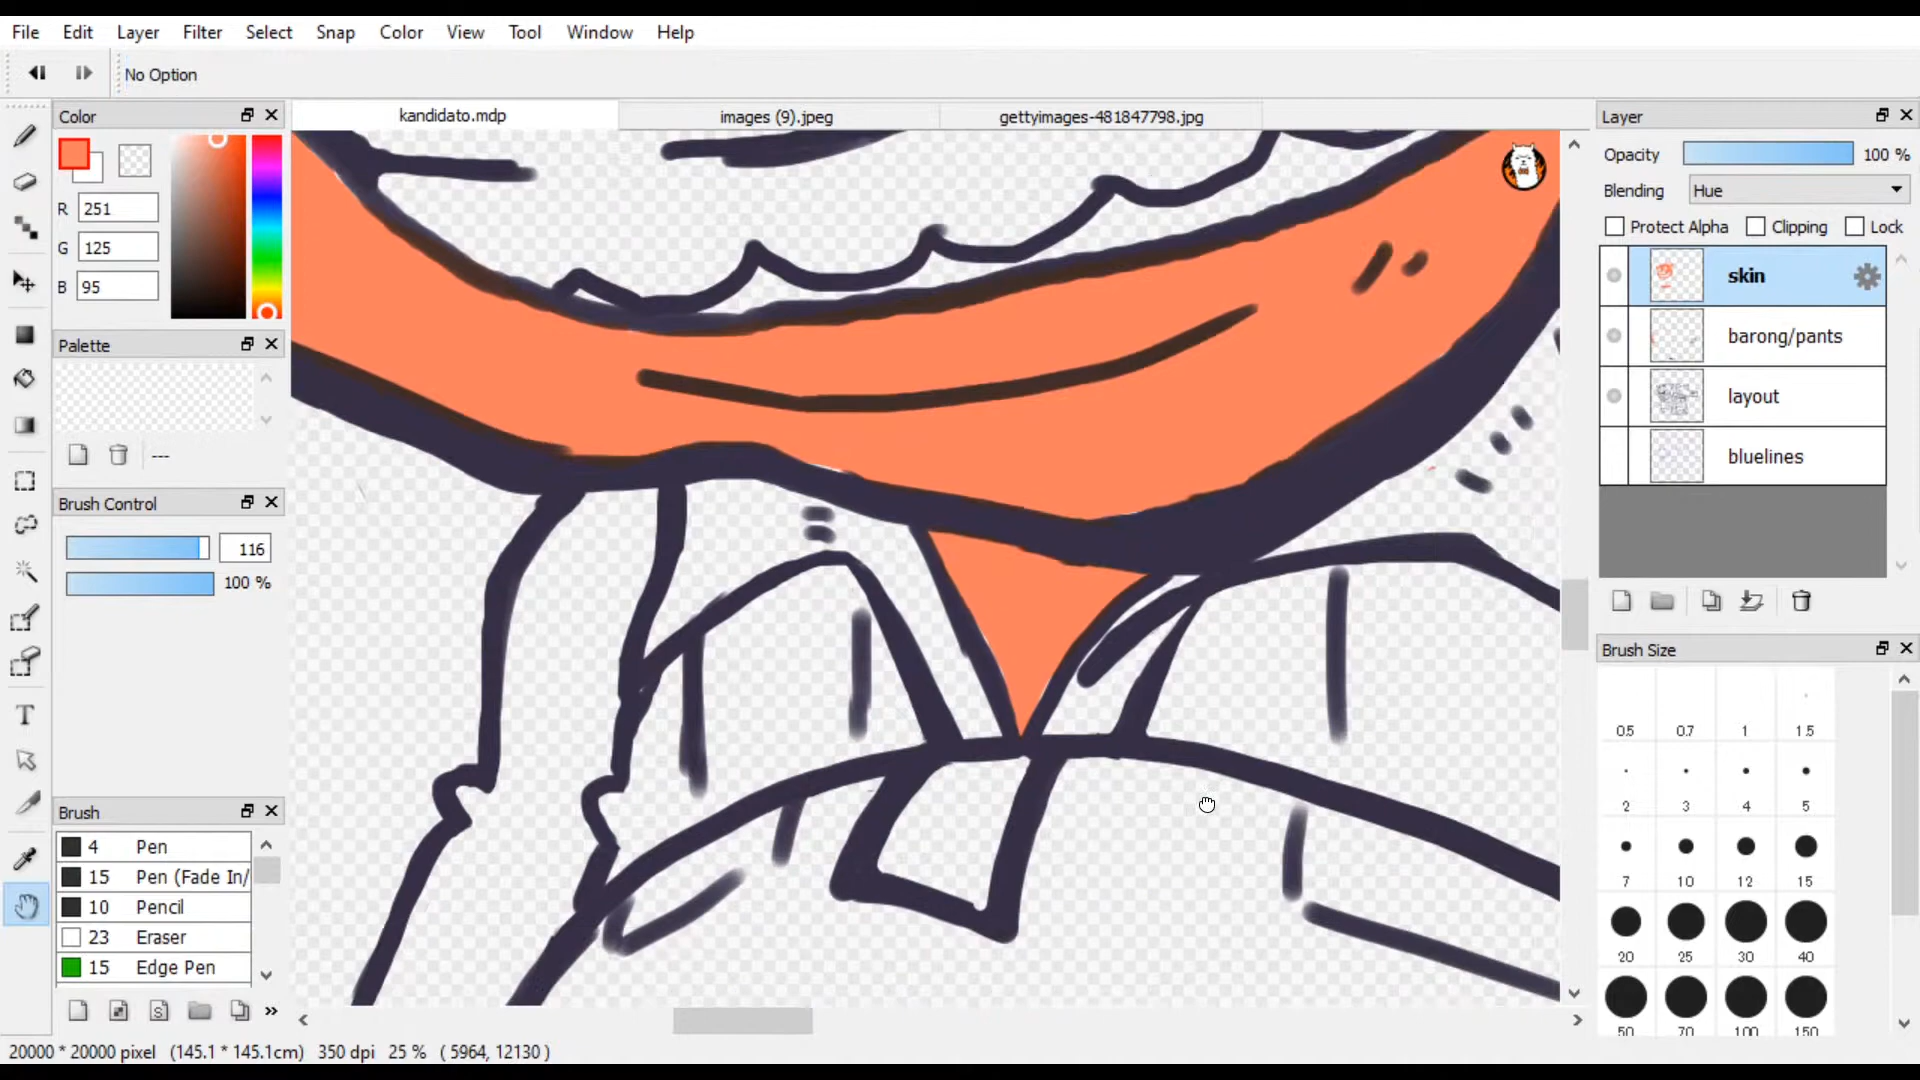 File Edit Layer Filter Select Snap Color View Tool Window Help
No Option
Color
kandidato.mdp images (9).jpeg gettyimages-481847798.jpg
Layer
Opacity 100 %
Blending Hue
R 251
Protect Alpha Clipping Lock
G 125
B 95
skin
barong/pants
layout
bluelines
Palette
---
Brush Control
116
100 %
Brush Size
0.5 0.7 1 1.5
2 3 4 5
7 10 12 15
20 25 30 40
50 70 100 150
Brush
4 Pen
15 Pen (Fade In/
10 Pencil
23 Eraser
15 Edge Pen
20000 * 20000 pixel (145.1 * 145.1cm) 350 dpi 25 % ( 5964, 12130 )